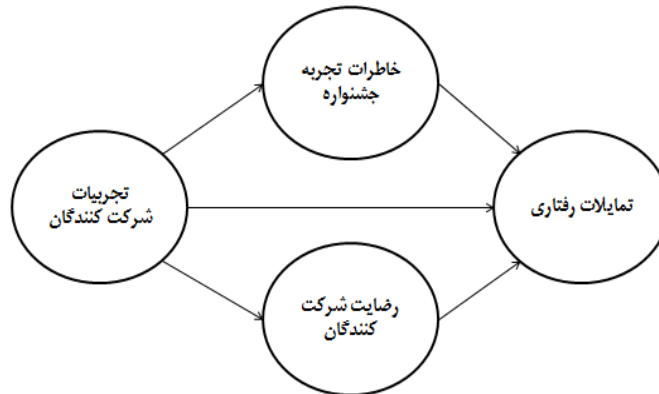 خاطرات تجربه
جشنواره
تجربیات
شرکت کنندگان
تمایلات رفتاری
رضایت شرکت
کنندگان